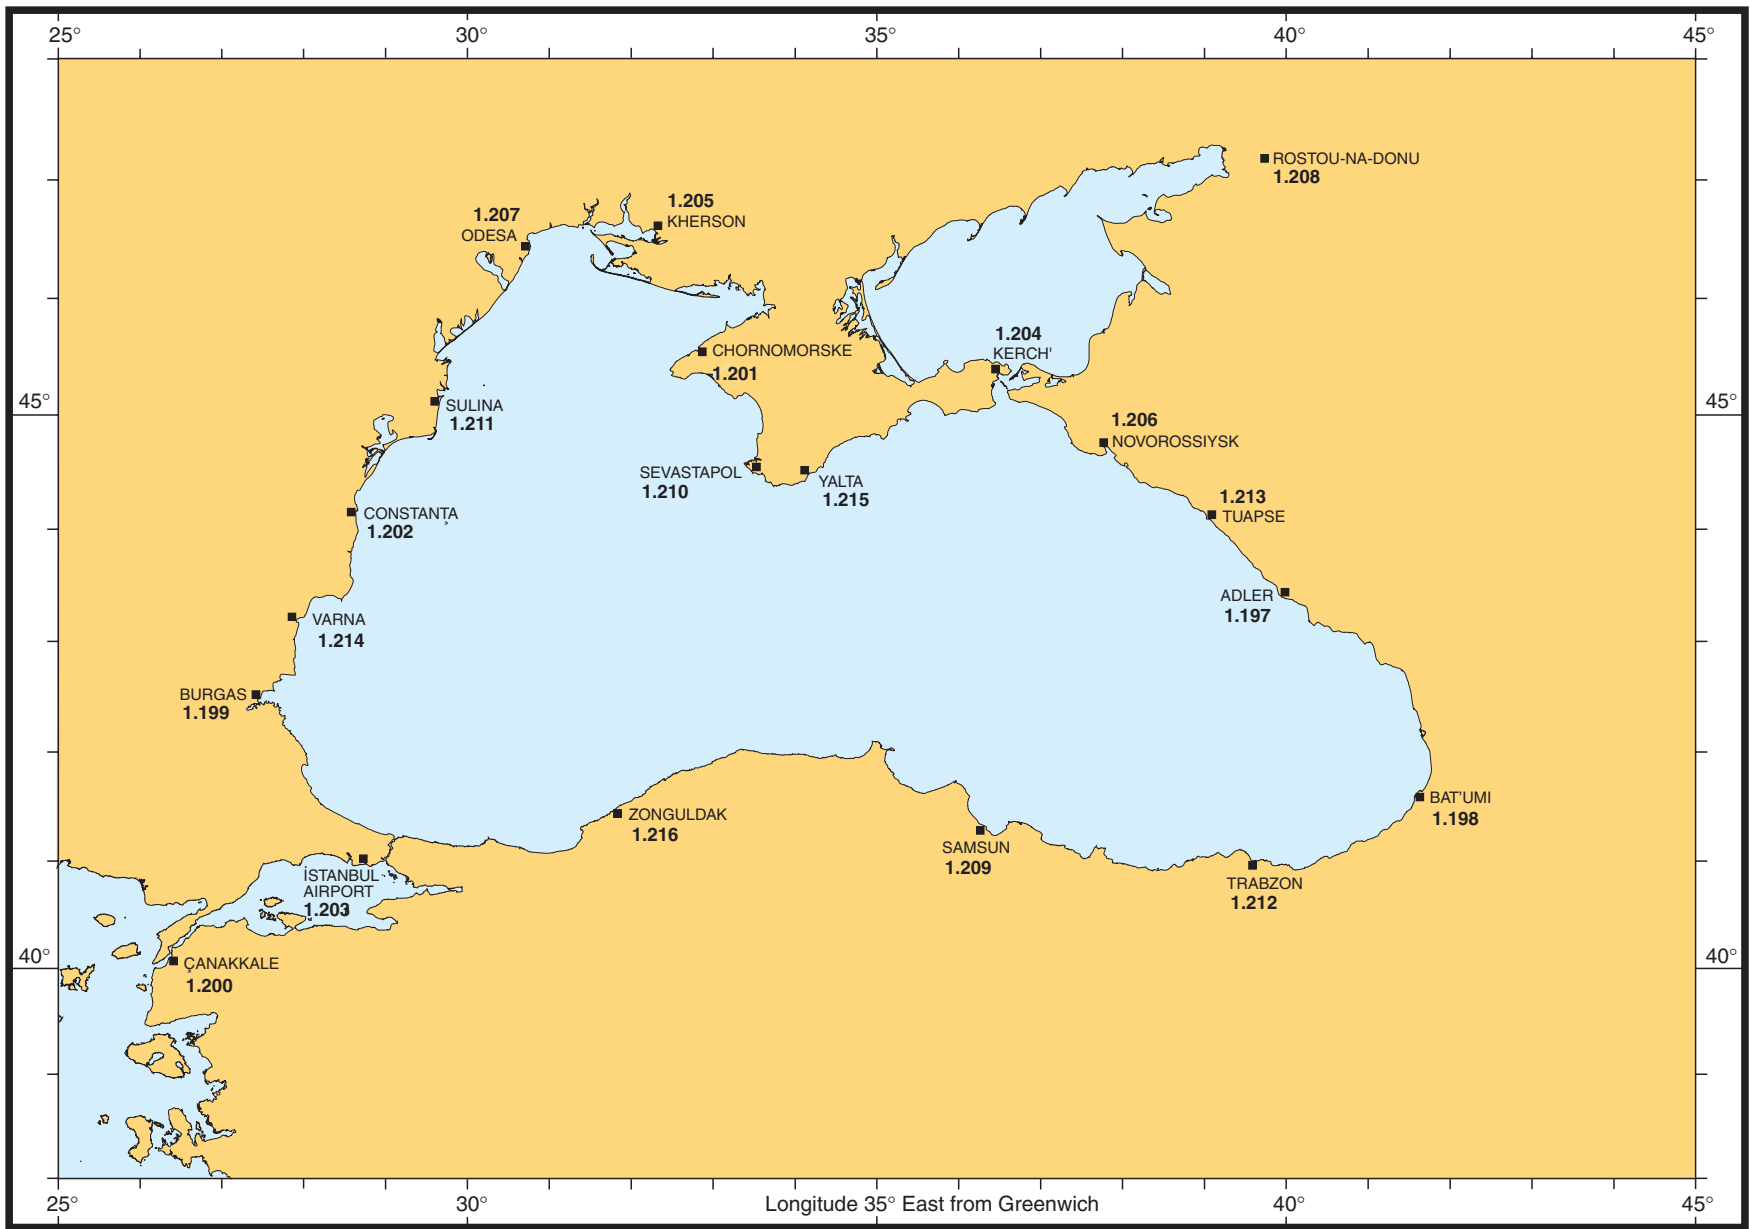 25° 30° 35° 40° 45°
ROSTOU-NA-DONU
1.208
1.205
KHERSON
1.207
ODESA
1.204
KERCH'
CHORNOMORSKE
1.201
45° 45°
SULINA
1.211
1.206
NOVOROSSIYSK
SEVASTAPOL
1.210
YALTA
1.215
1.213
TUAPSE
CONSTANŢA
1.202
ADLER
1.197
VARNA
1.214
BURGAS
1.199
BAT'UMI
1.198
ZONGULDAK
1.216
SAMSUN
1.209
İSTANBUL
AIRPORT
1.203
TRABZON
1.212
40° 40°
ÇANAKKALE
1.200
25° 30° Longitude 35° East from Greenwich 40° 45°
35°